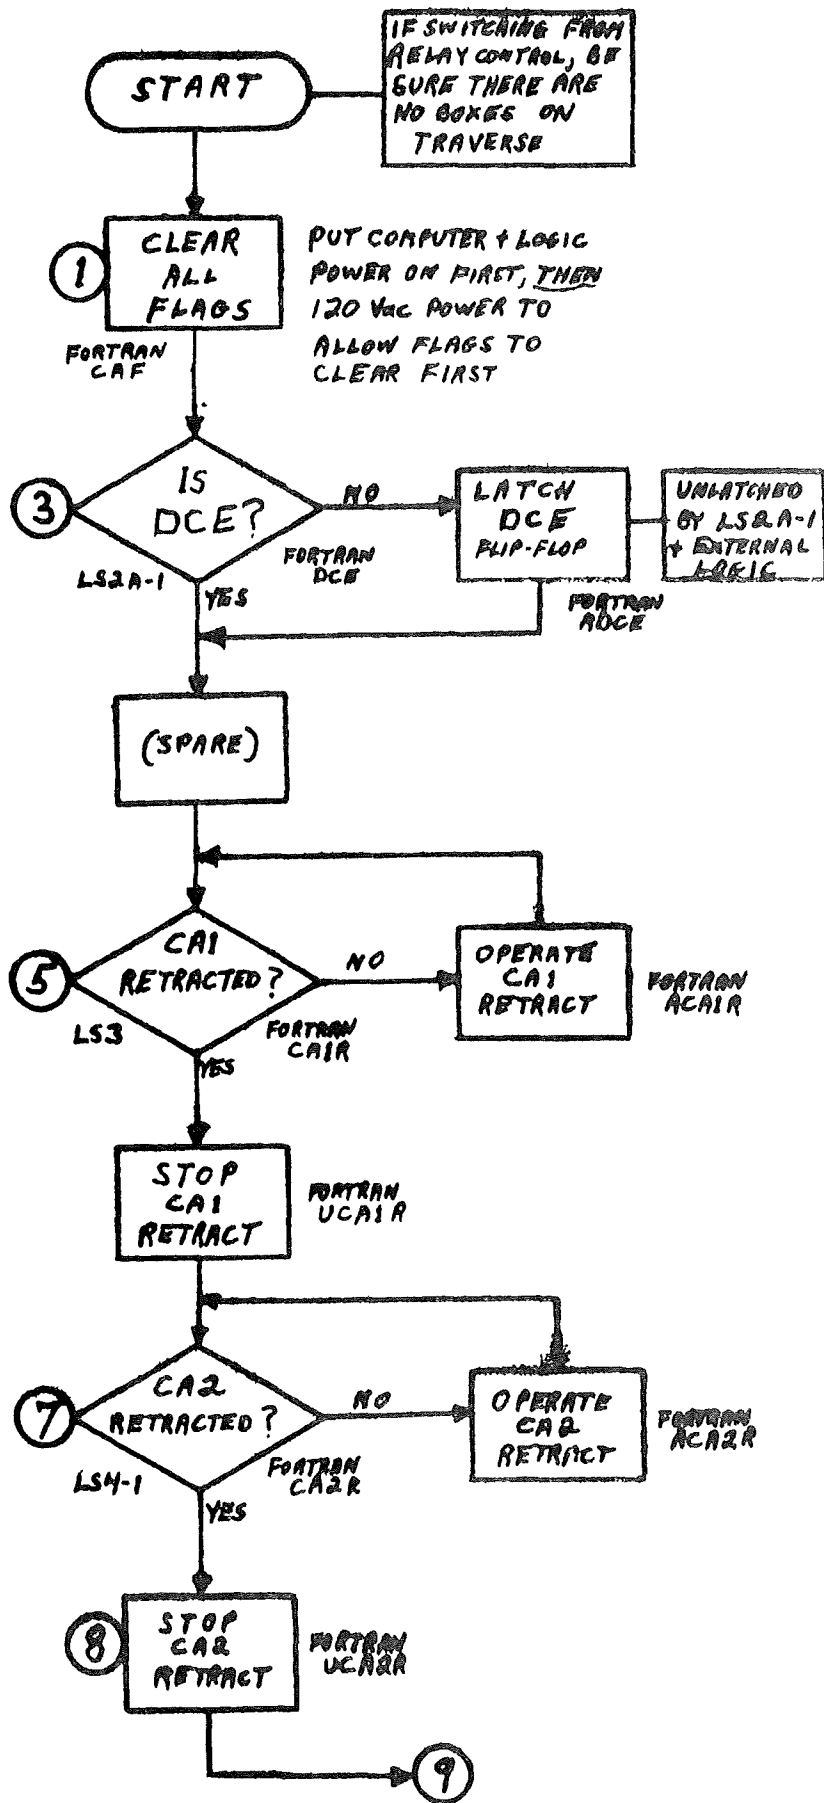 START
IF SWITCHING FROM
RELAY CONTROL, BE
SURE THERE ARE
NO BOXES ON
TRAVERSE
1
CLEAR
ALL
FLAGS
PUT COMPUTER + LOGIC
POWER ON FIRST, THEN
120 Vac POWER TO
ALLOW FLAGS TO
CLEAR FIRST
FORTRAN
CAF
3
IS
DCE?
NO
LS2A-1
YES
FORTRAN
DCE
LATCH
DCE
FLIP-FLOP
FORTRAN
ADCE
UNLATCHED
BY LS2A-1
+ EXTERNAL
LOGIC
(SPARE)
5
CA1
RETRACTED?
NO
LS3
YES
FORTRAN
CA1R
OPERATE
CA1
RETRACT
FORTRAN
ACA1R
STOP
CA1
RETRACT
FORTRAN
UCA1R
7
CA2
RETRACTED?
NO
LS4-1
YES
FORTRAN
CA2R
OPERATE
CA2
RETRACT
FORTRAN
ACA2R
8
STOP
CA2
RETRACT
FORTRAN
UCA2R
9